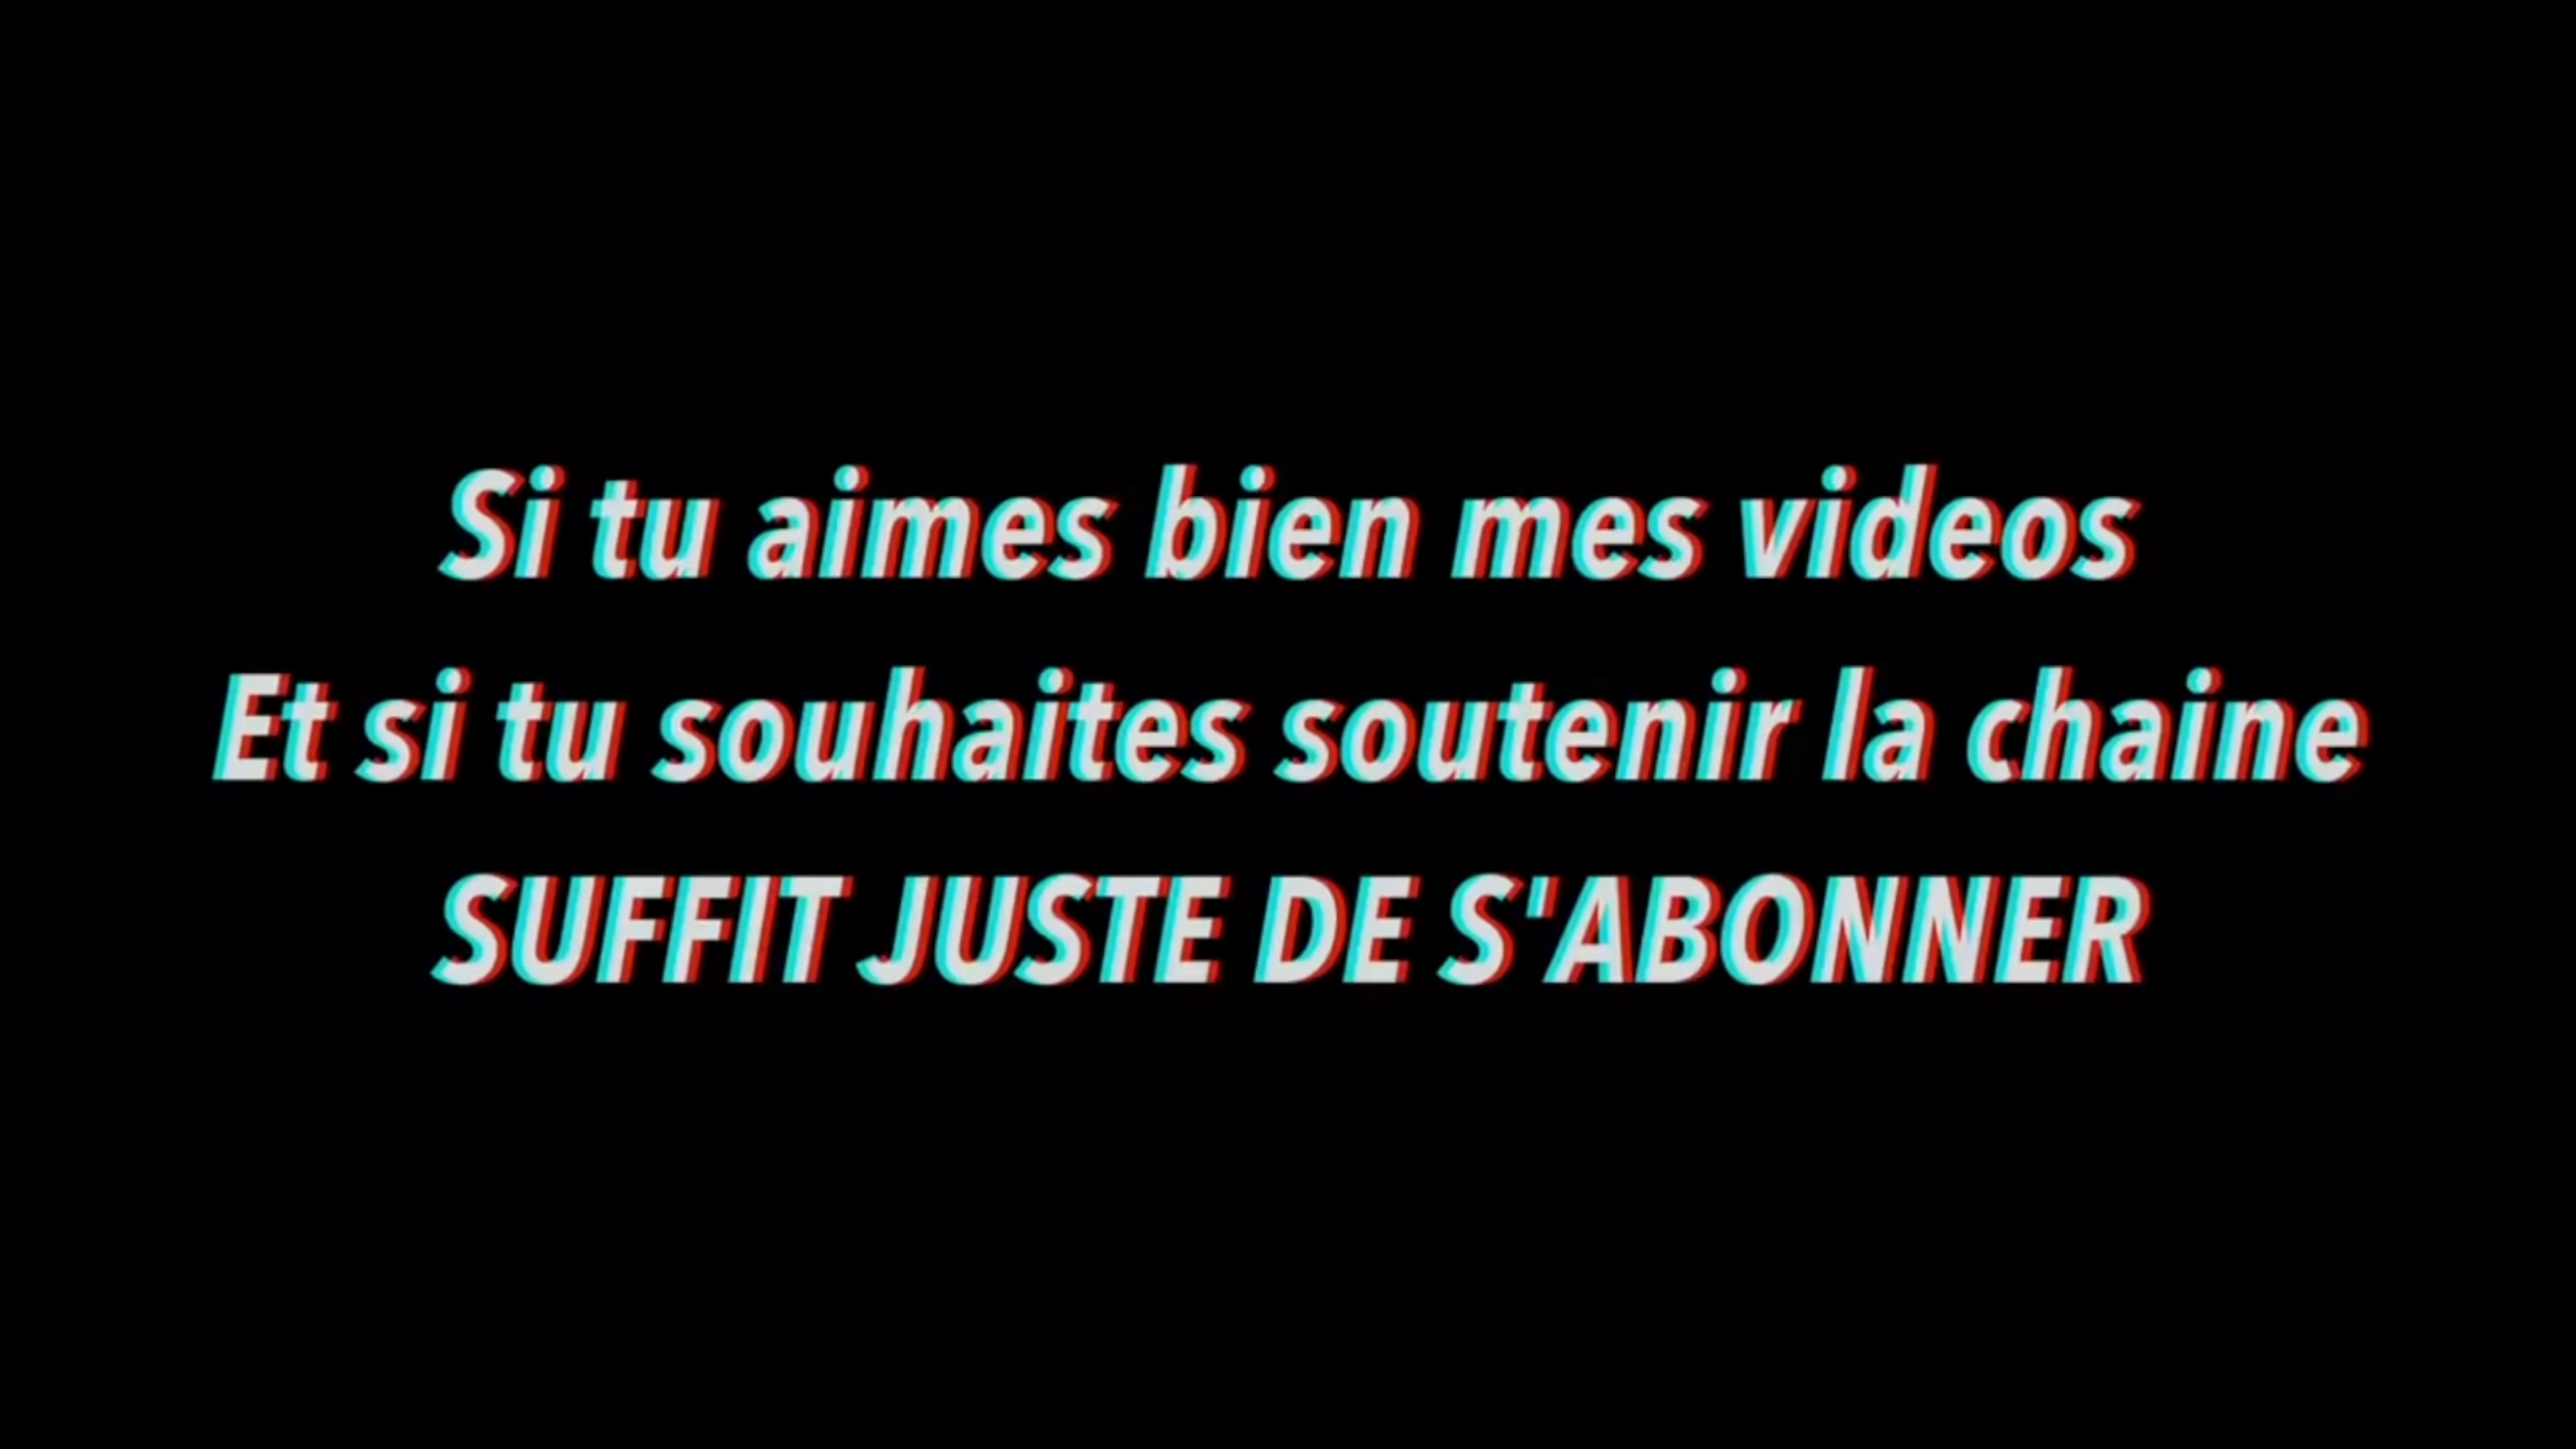 Si tu aimes bien mes videos
Et si tu souhaites soutenir la chaine
SUFFIT JUSTE DE S'ABONNER